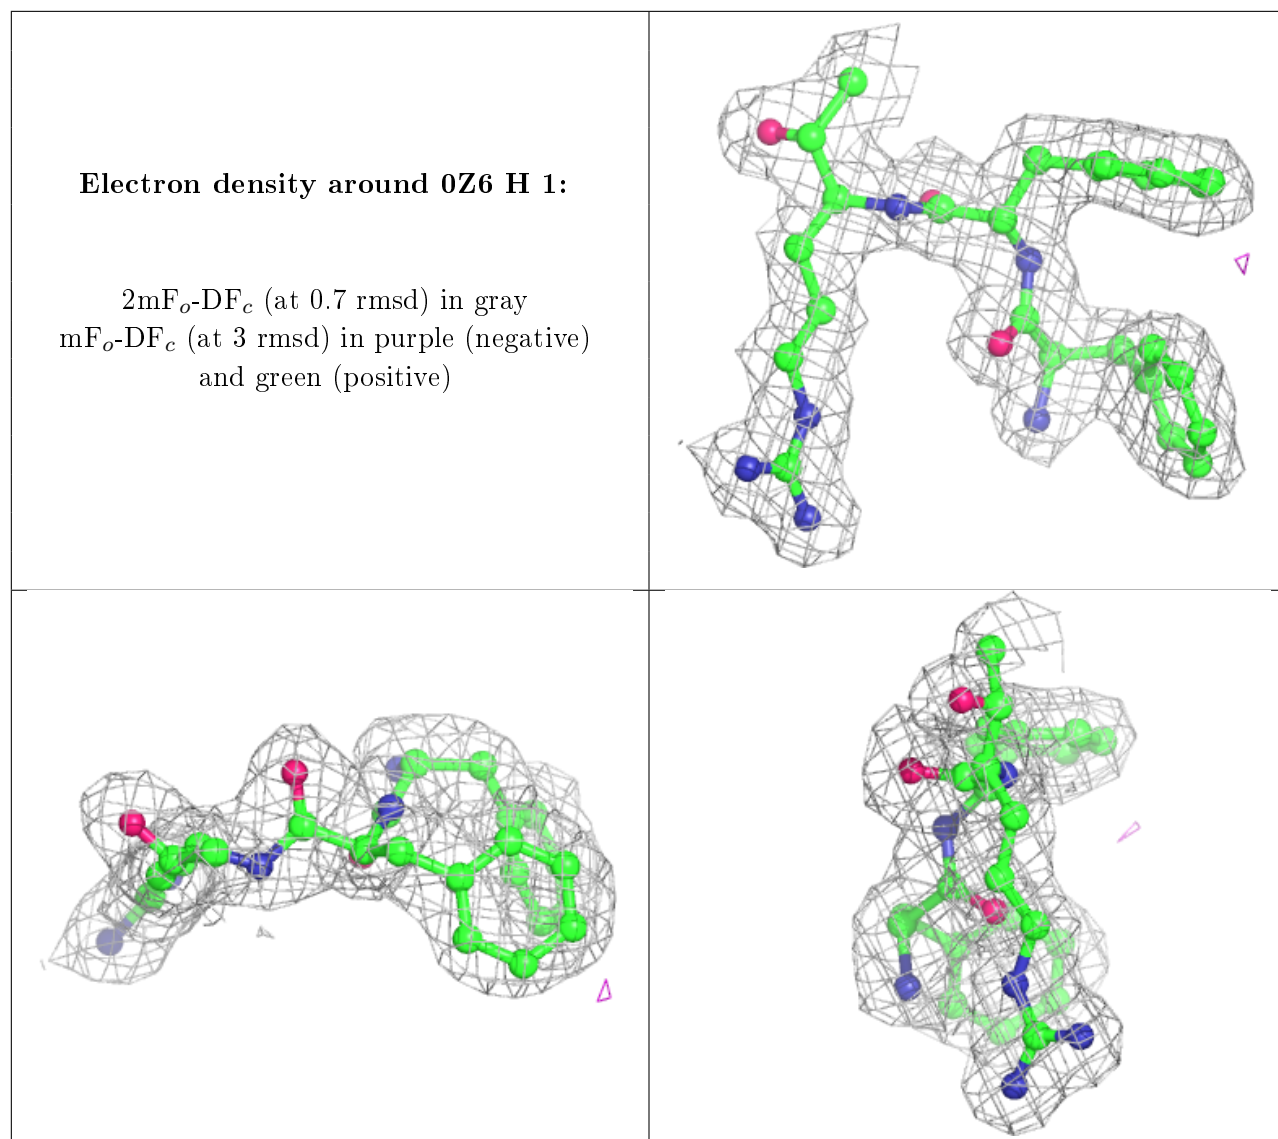 Electron density around 0Z6 H 1:
2mFo-DFc (at 0.7 rmsd) in gray
mFo-DFc (at 3 rmsd) in purple (negative)
and green (positive)